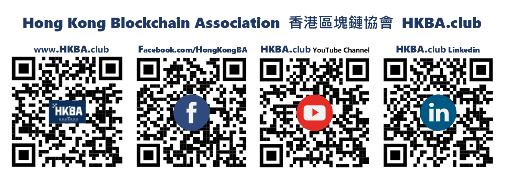 Hong Kong Blockchain Association 香港區塊鏈協會 HKBA.club
www.HKBA.club Facebook.com/HongKongBA HKBA.club YouTube Channel HKBA.club Linkedin
HKBA f in